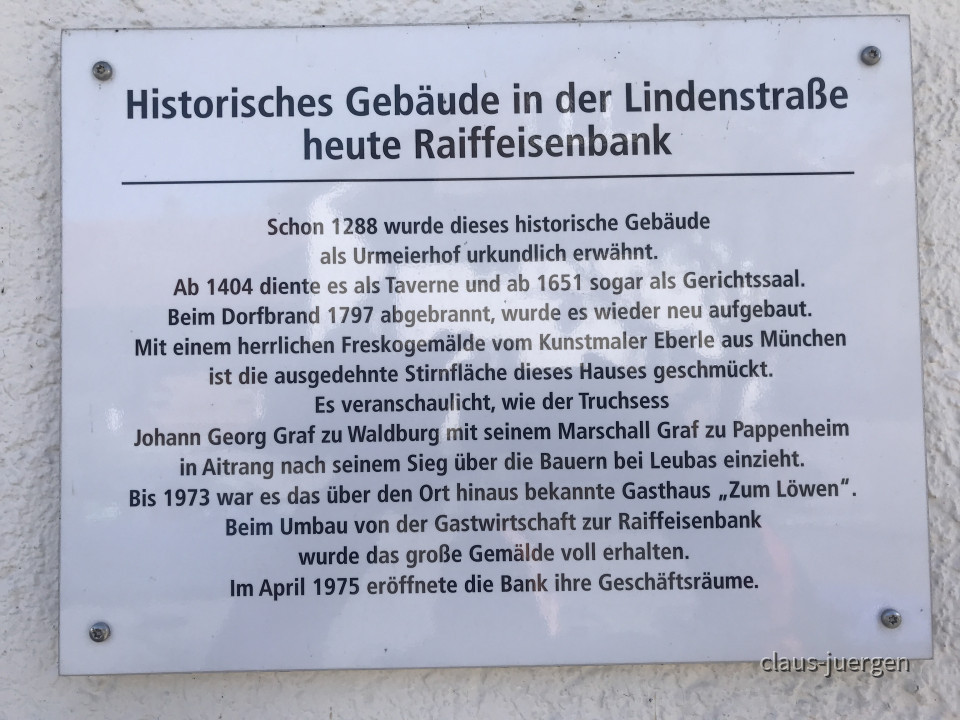 Historisches Gebäude in der Lindenstraße
heute Raiffeisenbank
Schon 1288 wurde dieses historische Gebäude
als Urmeierhof urkundlich erwähnt.
Ab 1404 diente es als Taverne und ab 1651 sogar als Gerichtssaal.
Beim Dorfbrand 1797 abgebrannt, wurde es wieder neu aufgebaut.
Mit einem herrlichen Freskogemälde vom Kunstmaler Eberle aus München
ist die ausgedehnte Stirnfläche dieses Hauses geschmückt.
Es veranschaulicht, wie der Truchsess
Johann Georg Graf zu Waldburg mit seinem Marschall Graf zu Pappenheim
in Aitrang nach seinem Sieg über die Bauern bei Leubas einzieht.
Bis 1973 war es das über den Ort hinaus bekannte Gasthaus „Zum Löwen“.
Beim Umbau von der Gastwirtschaft zur Raiffeisenbank
wurde das große Gemälde voll erhalten.
Im April 1975 eröffnete die Bank ihre Geschäftsräume.
claus-juergen